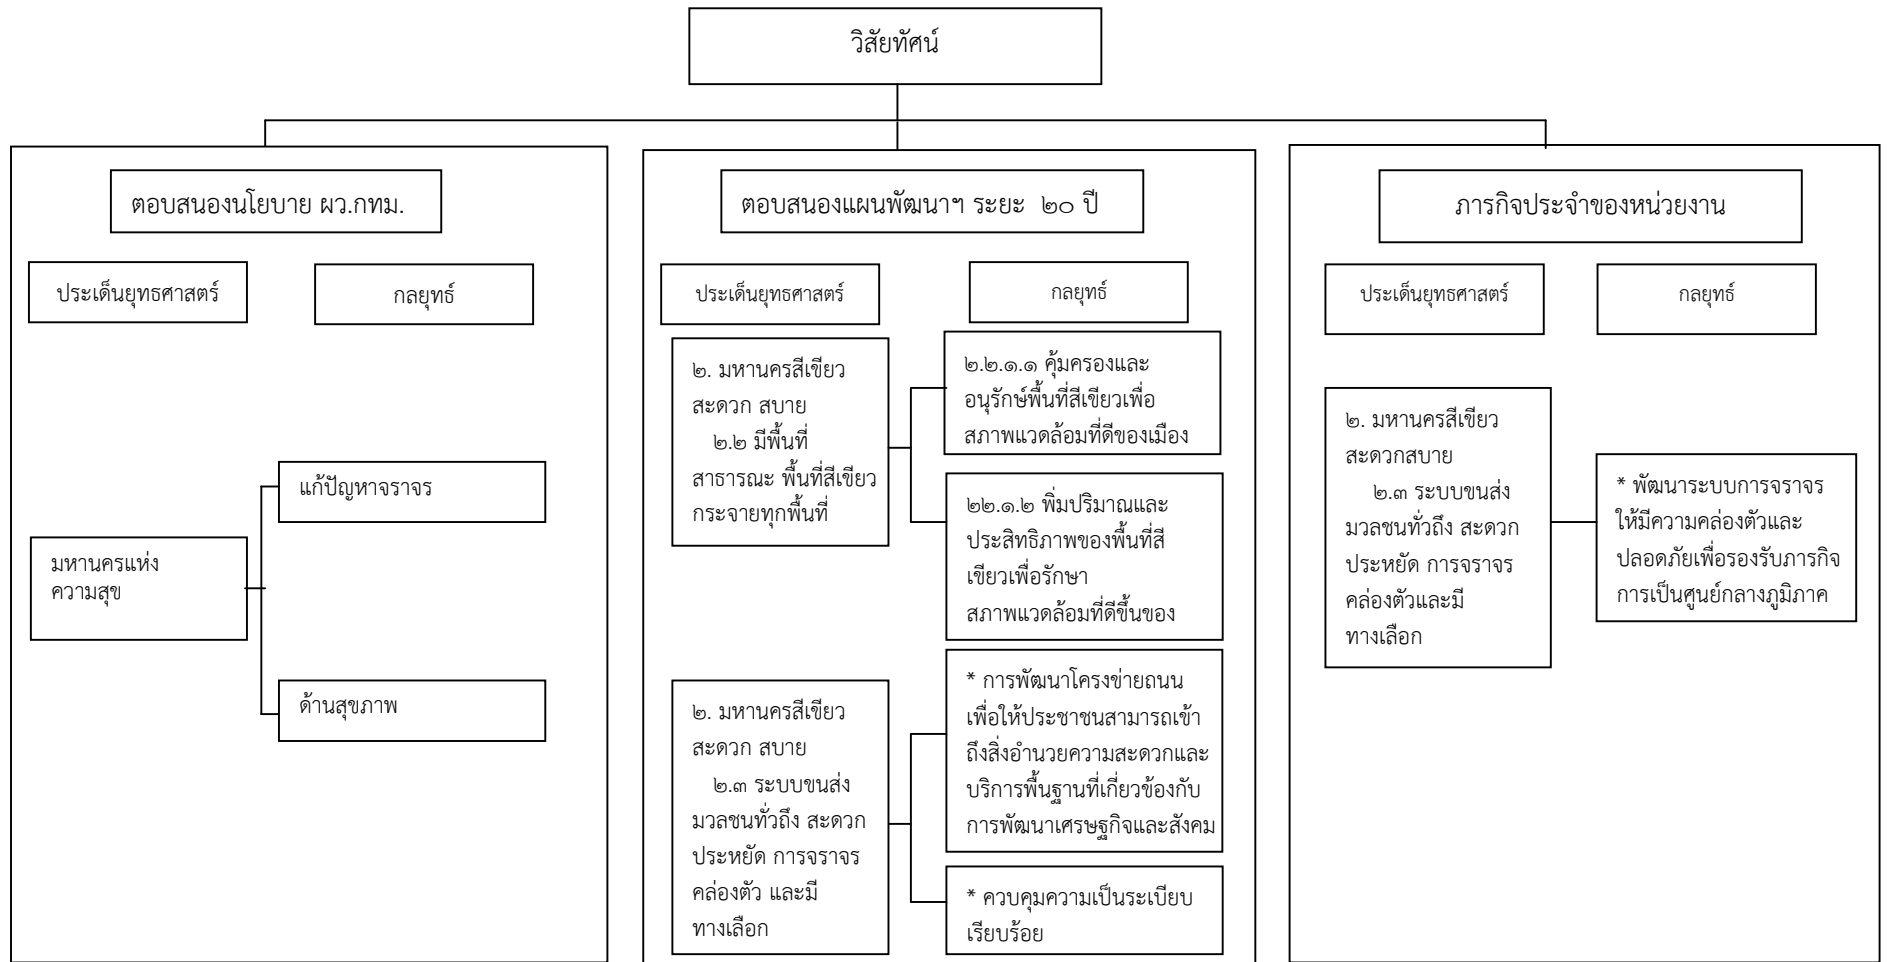 วิสัยทัศน์
ตอบสนองนโยบาย ผว.กทม.
ประเด็นยุทธศาสตร์
กลยุทธ์
มหานครแห่ง
ความสุข
แก้ปัญหาจราจร
ด้านสุขภาพ
ตอบสนองแผนพัฒนาฯ ระยะ ๒๐ ปี
ประเด็นยุทธศาสตร์
กลยุทธ์
๒. มหานครสีเขียว
สะดวก สบาย
๒.๒ มีพื้นที่
สาธารณะ พื้นที่สีเขียว
กระจายทุกพื้นที่
๒.๒.๑.๑ คุ้มครองและ
อนุรักษ์พื้นที่สีเขียวเพื่อ
สภาพแวดล้อมที่ดีของเมือง
๒๒.๑.๒ พิ่มปริมาณและ
ประสิทธิภาพของพื้นที่สี
เขียวเพื่อรักษา
สภาพแวดล้อมที่ดีขึ้นของ
๒. มหานครสีเขียว
สะดวก สบาย
๒.๓ ระบบขนส่ง
มวลชนทั่วถึง สะดวก
ประหยัด การจราจร
คล่องตัว และมี
ทางเลือก
* การพัฒนาโครงข่ายถนน
เพื่อให้ประชาชนสามารถเข้า
ถึงสิ่งอำนวยความสะดวกและ
บริการพื้นฐานที่เกี่ยวข้องกับ
การพัฒนาเศรษฐกิจและสังคม
* ควบคุมความเป็นระเบียบ
เรียบร้อย
ภารกิจประจำของหน่วยงาน
ประเด็นยุทธศาสตร์
กลยุทธ์
๒. มหานครสีเขียว
สะดวกสบาย
๒.๓ ระบบขนส่ง
มวลชนทั่วถึง สะดวก
ประหยัด การจราจร
คล่องตัวและมี
ทางเลือก
* พัฒนาระบบการจราจร
ให้มีความคล่องตัวและ
ปลอดภัยเพื่อรองรับภารกิจ
การเป็นศูนย์กลางภูมิภาค